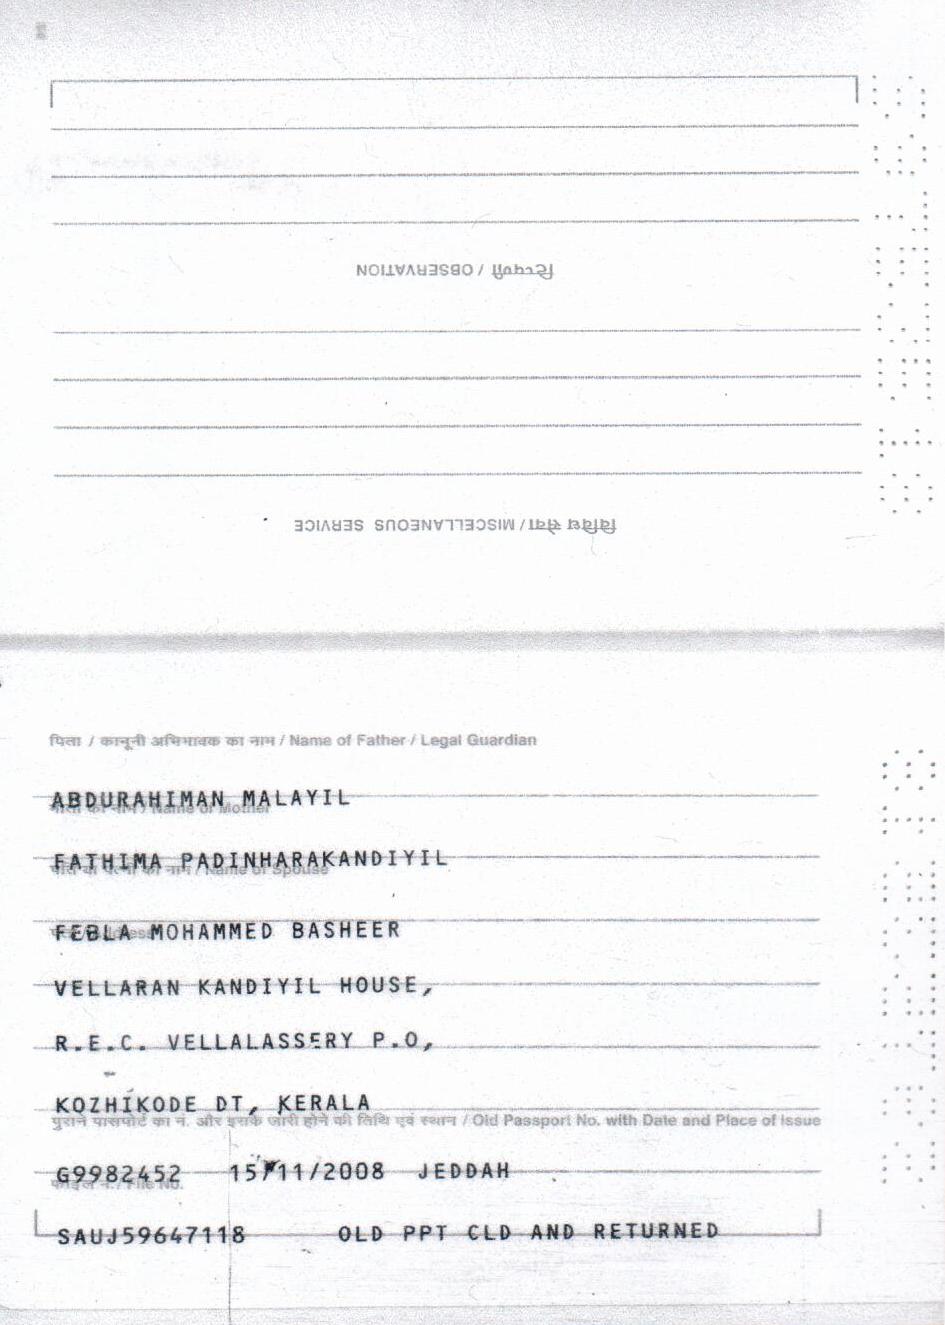 टिप्पणी / OBSERVATION
विविध सेवा / MISCELLANEOUS SERVICE
पिता / कानूनी अभिभावक का नाम / Name of Father / Legal Guardian
ABDURAHIMAN MALAYIL
माता का नाम / Name of Mother
FATHIMA PADINHARAKANDIYIL
पति या पत्नी का नाम / Name of Spouse
FEBLA MOHAMMED BASHEER
Address
VELLARAN KANDIYIL HOUSE,
R.E.C. VELLALASSERY P.O,
KOZHIKODE DT, KERALA
पुराने पासपोर्ट का नं. और इसके जारी होने की तिथि एवं स्थान / Old Passport No. with Date and Place of Issue
G9982452 15/11/2008 JEDDAH
फाईल नं. / File No.
SAUJ59647118 OLD PPT CLD AND RETURNED